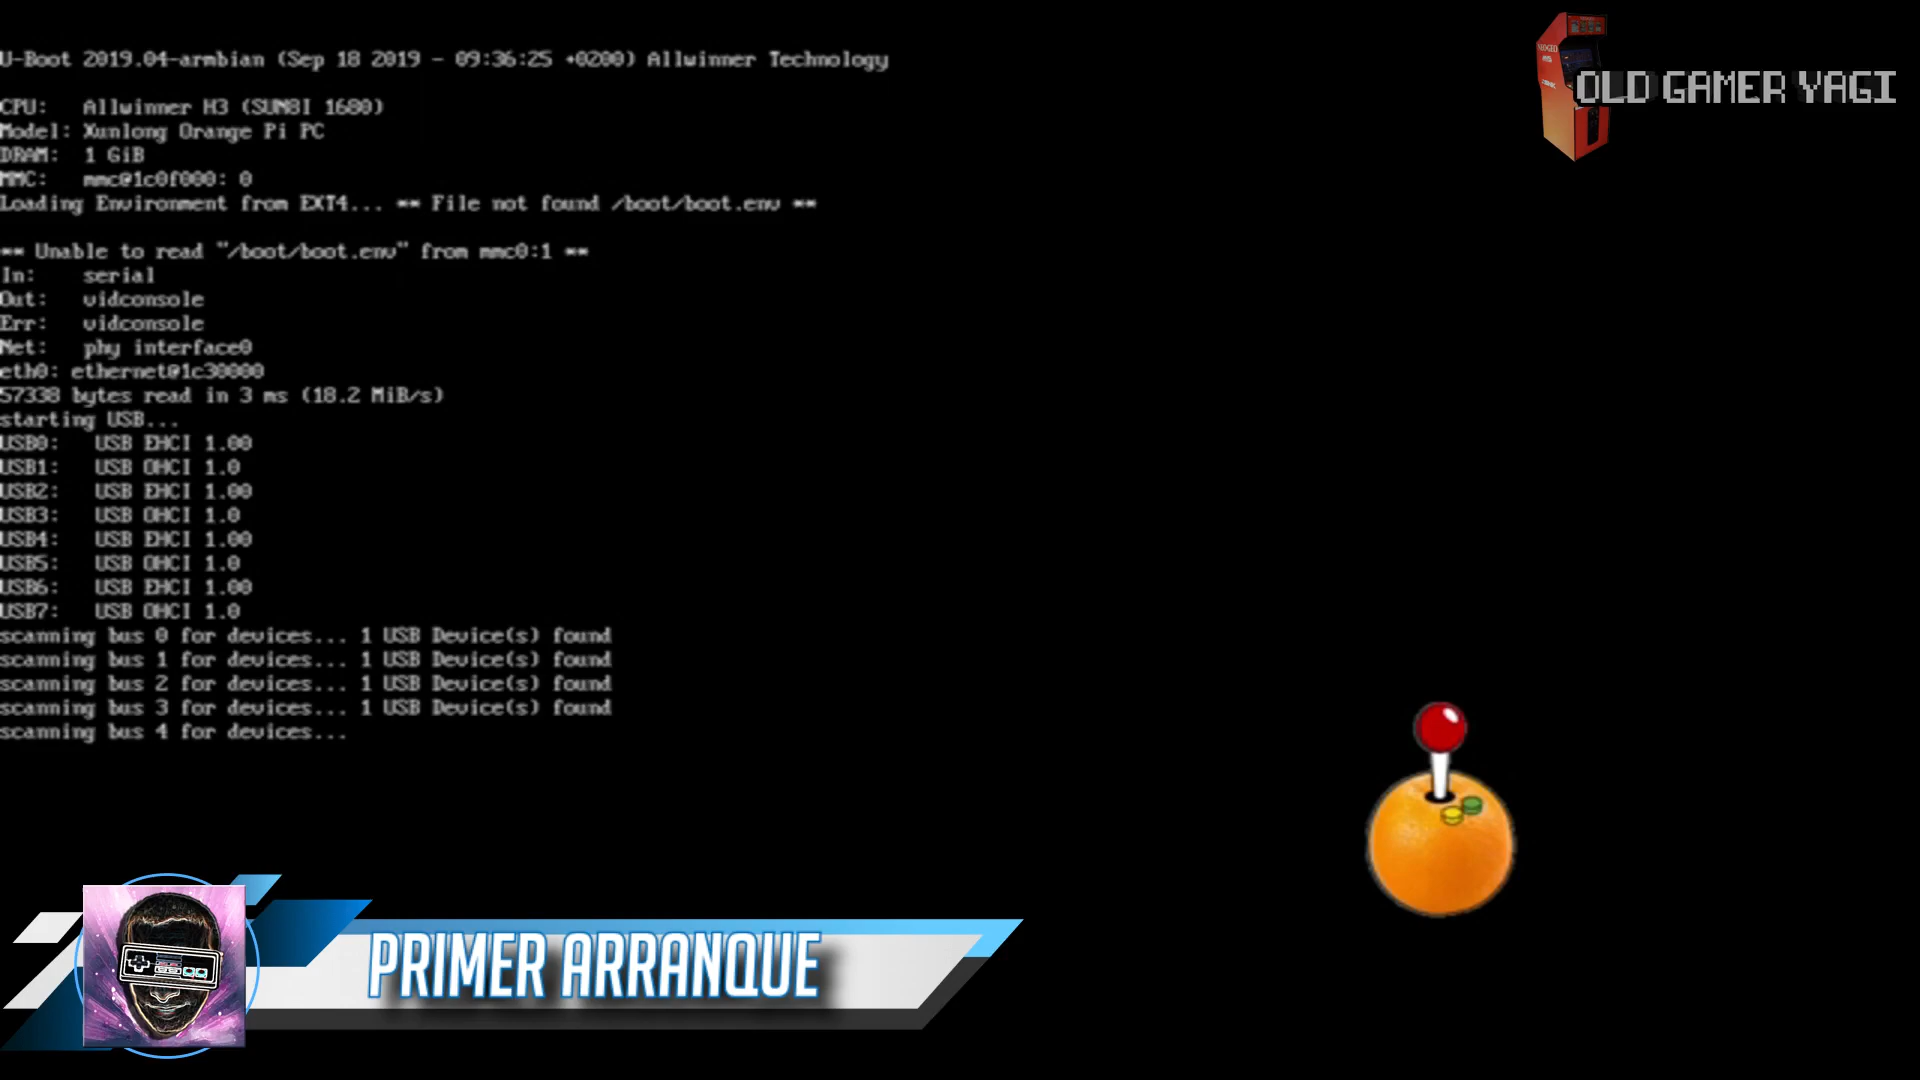 U-Boot 2019.04-armbian (Sep 18 2019 - 09:36:25 +0200) Allwinner Technology
CPU: Allwinner H3 (SUN8I 1680)
Model: Xunlong Orange Pi PC
DRAM: 1 GiB
MMC: mmc@1c0f000: 0
Loading Environment from EXT4... ** File not found /boot/boot.env **
** Unable to read "/boot/boot.env" from mmc0:1 **
In: serial
Out: vidconsole
Err: vidconsole
Net: phy interface0
eth0: ethernet@1c30000
57338 bytes read in 3 ms (18.2 MiB/s)
starting USB...
USB0: USB EHCI 1.00
USB1: USB OHCI 1.0
USB2: USB EHCI 1.00
USB3: USB OHCI 1.0
USB4: USB EHCI 1.00
USB5: USB OHCI 1.0
USB6: USB EHCI 1.00
USB7: USB OHCI 1.0
scanning bus 0 for devices... 1 USB Device(s) found
scanning bus 1 for devices... 1 USB Device(s) found
scanning bus 2 for devices... 1 USB Device(s) found
scanning bus 3 for devices... 1 USB Device(s) found
scanning bus 4 for devices...
NEO·GEO
OLD GAMER YAGI
PRIMER ARRANQUE